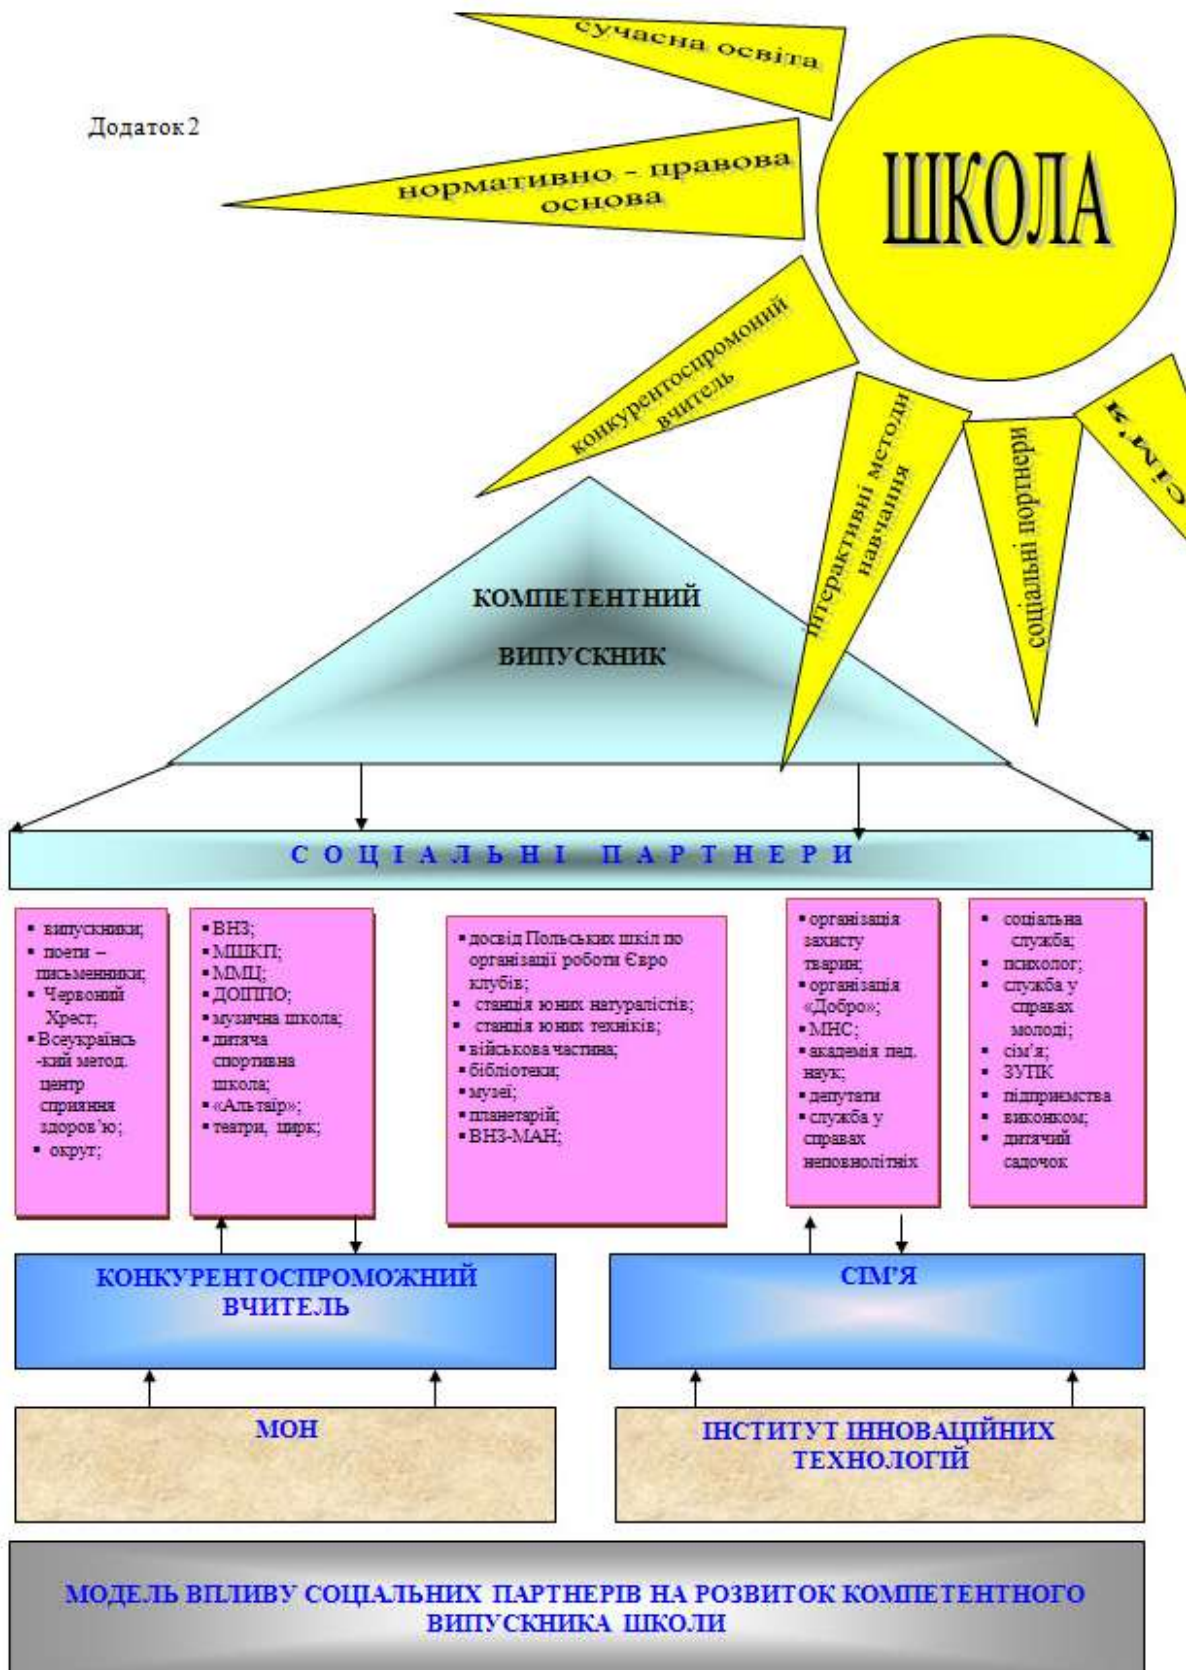 сучасна освіта
Додаток 2
ШКОЛА
нормативно - правова
основа
конкурентоспромоний
вчитель
інтерактивні методи
навчання
соціальні портнери
Сім'я
КОМПЕТЕНТНИЙ
ВИПУСКНИК
СОЦІАЛЬНІ ПАРТНЕРИ
▪ випускники;
▪ поети –
письменники;
▪ Червоний
Хрест;
▪ Всеукраїнсь
-кий метод.
центр
сприяння
здоров’ю;
▪ округ;
▪ ВНЗ;
▪ МШКП;
▪ ММЦ;
▪ ДОІППО;
▪ музична школа;
▪ дитяча
спортивна
школа;
▪ «Альтаїр»;
▪ театри, цирк;
▪ досвід Польських шкіл по
організації роботи Євро
клубів;
▪ станція юних натуралістів;
▪ станція юних техніків;
▪ військова частина;
▪ бібліотеки;
▪ музеї;
▪ планетарій;
▪ ВНЗ-МАН;
▪ організація
захисту
тварин;
▪ організація
«Добро»;
▪ МНС;
▪ академія пед.
наук;
▪ депутати
▪ служба у
справах
неповнолітніх
▪ соціальна
служба;
▪ психолог;
▪ служба у
справах
молоді;
▪ сім’я;
▪ ЗУПК
▪ підприємства
▪ виконком;
▪ дитячий
садочок
КОНКУРЕНТОСПРОМОЖНИЙ
ВЧИТЕЛЬ
СІМ’Я
МОН
ІНСТИТУТ ІННОВАЦІЙНИХ
ТЕХНОЛОГІЙ
МОДЕЛЬ ВПЛИВУ СОЦІАЛЬНИХ ПАРТНЕРІВ НА РОЗВИТОК КОМПЕТЕНТНОГО
ВИПУСКНИКА ШКОЛИ